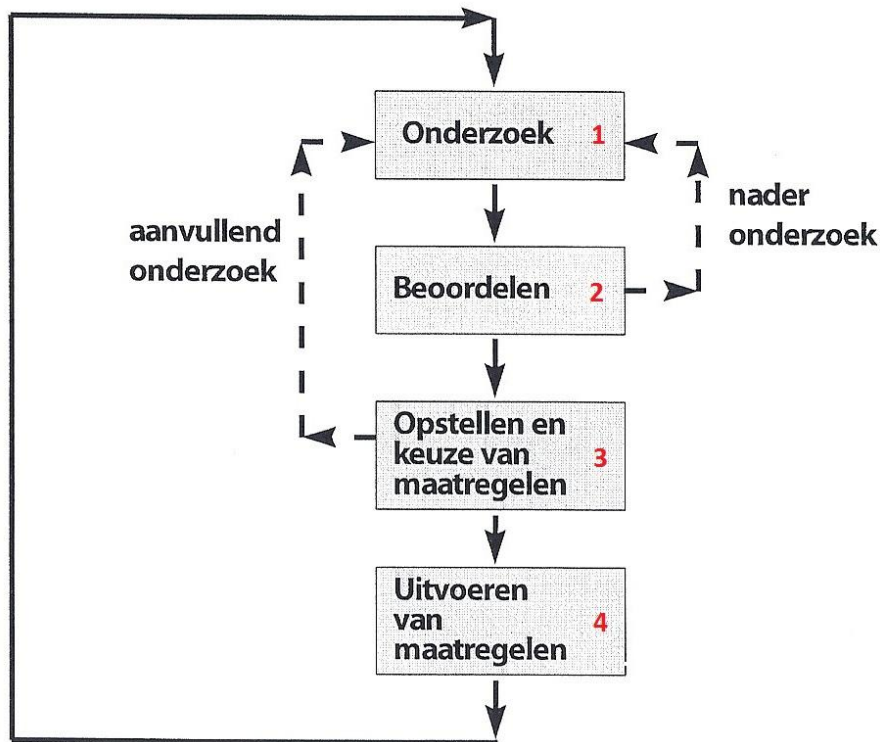 Onderzoek 1
nader
onderzoek
aanvullend
onderzoek
Beoordelen 2
Opstellen en
keuze van 3
maatregelen
Uitvoeren
van 4
maatregelen